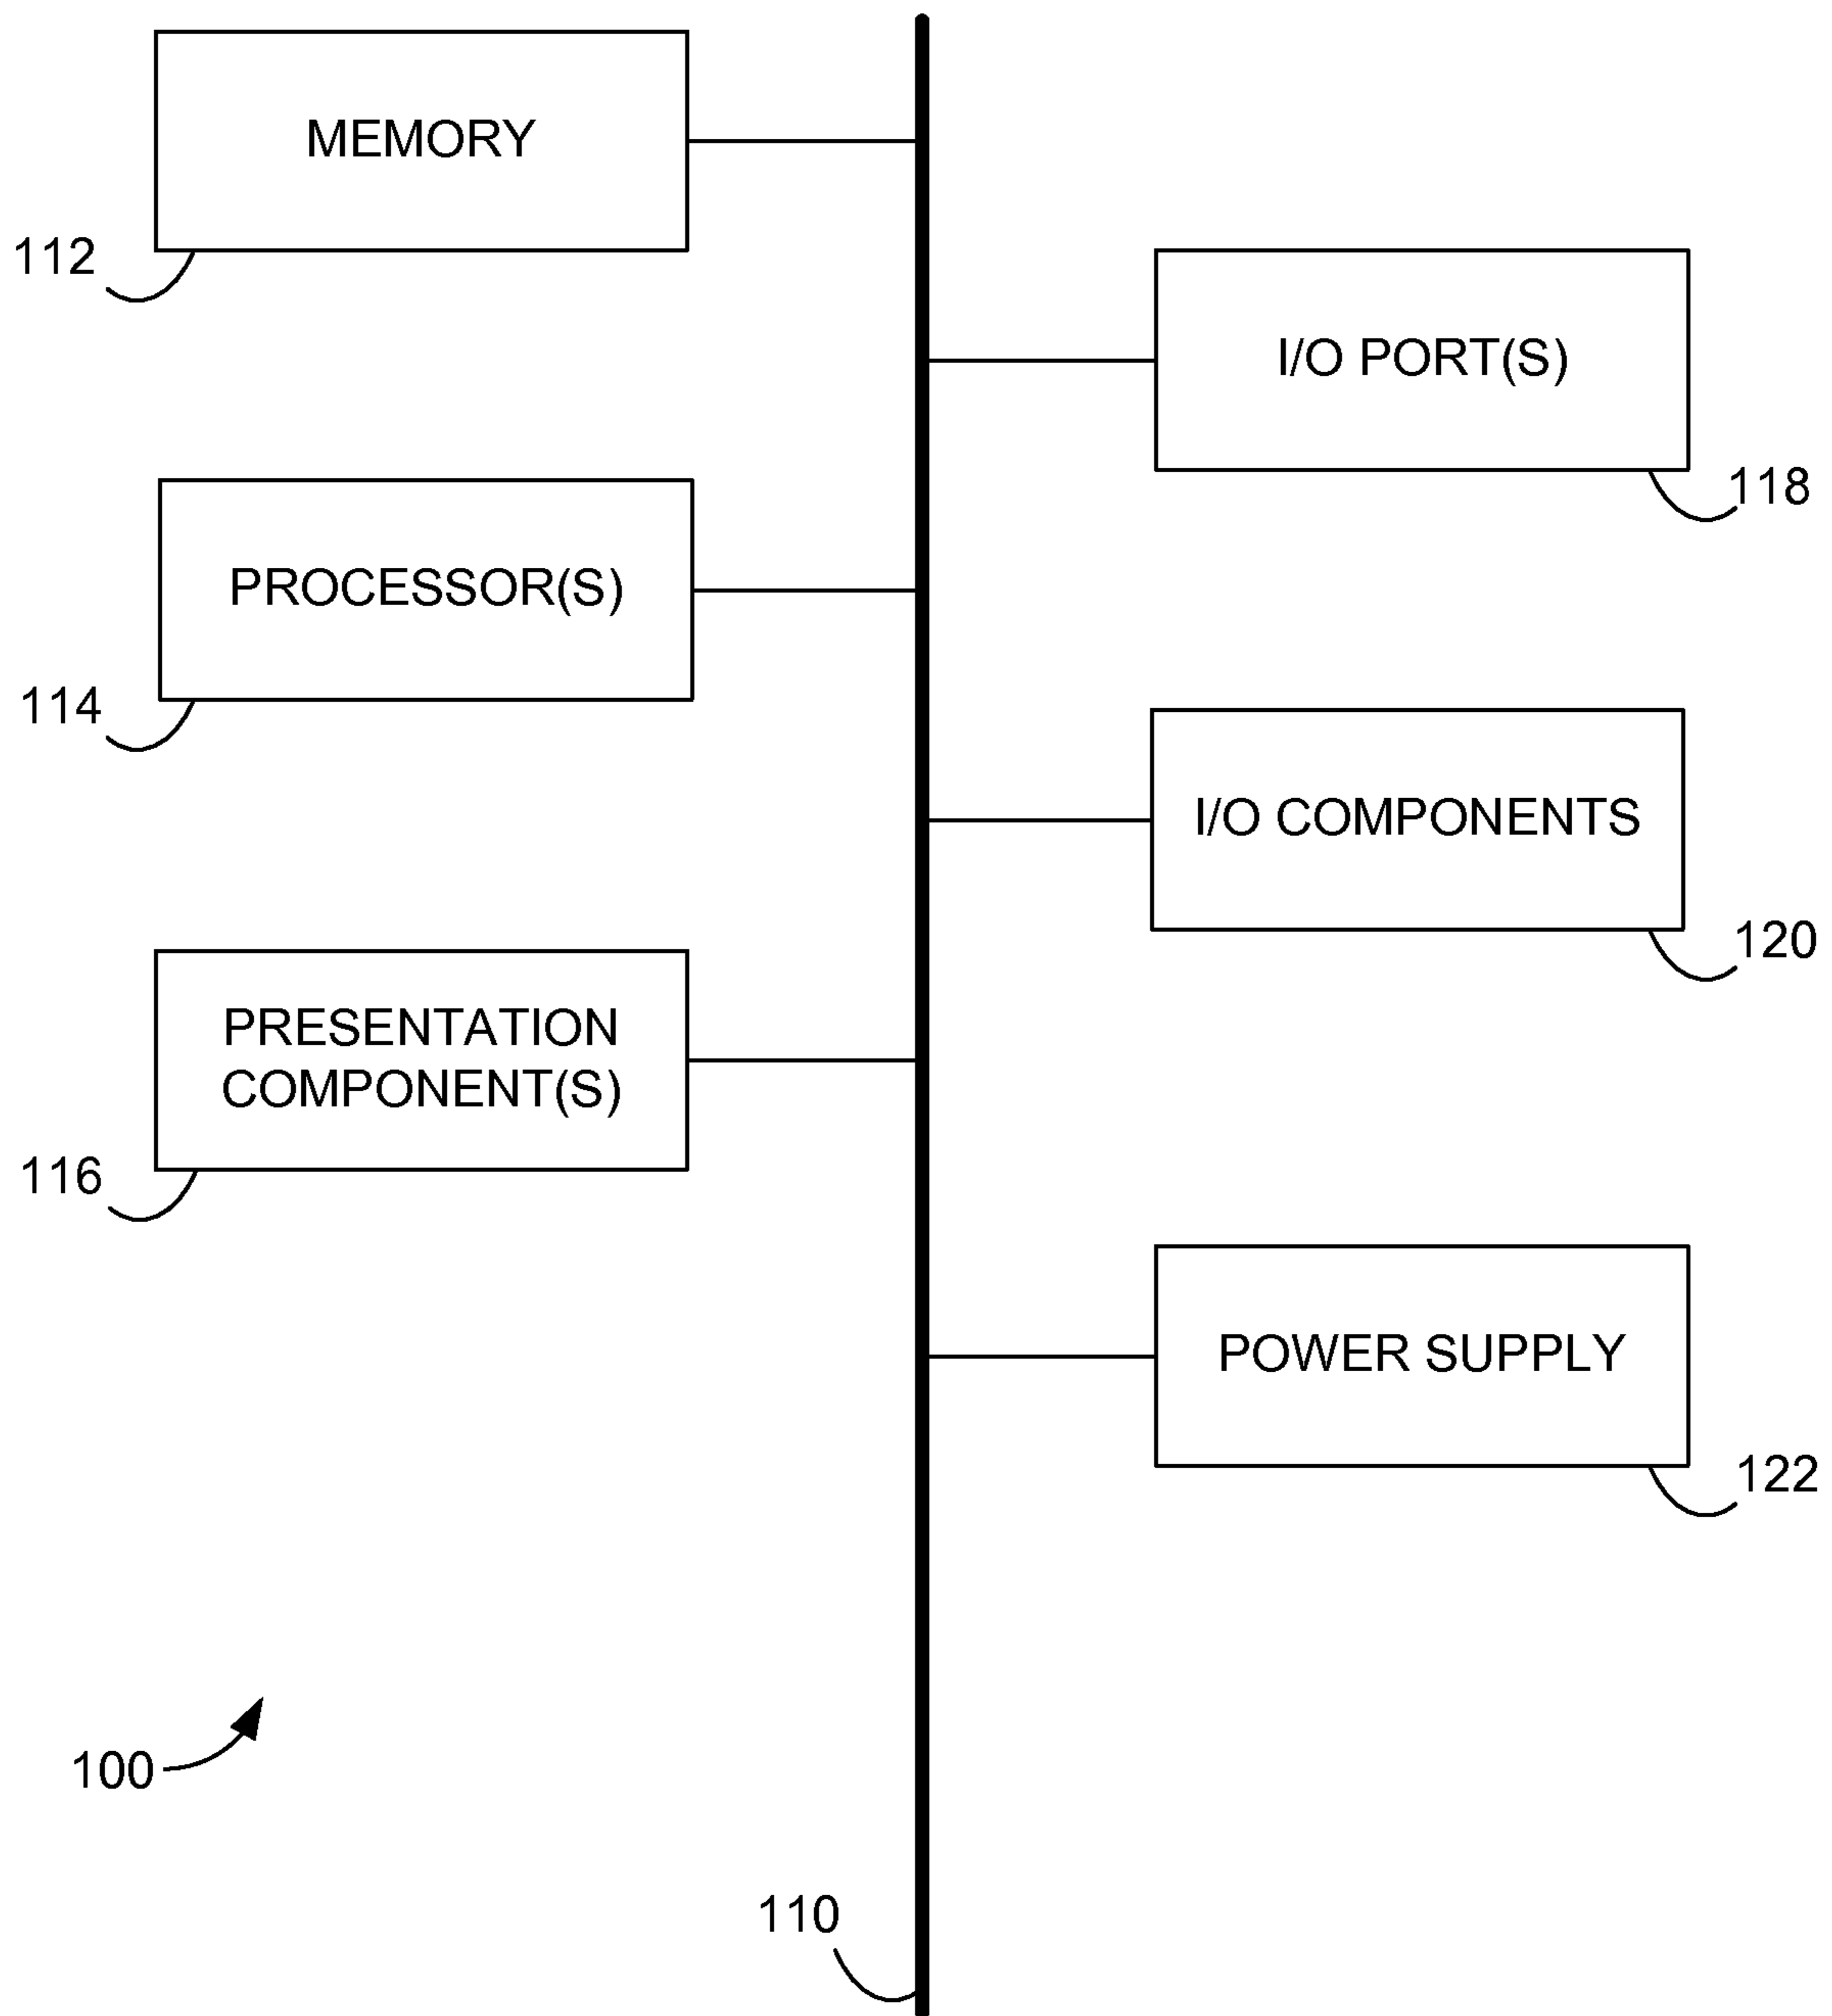 MEMORY
112
I/O PORT(S)
118
PROCESSOR(S)
114
I/O COMPONENTS
120
PRESENTATION
COMPONENT(S)
116
POWER SUPPLY
122
100
110